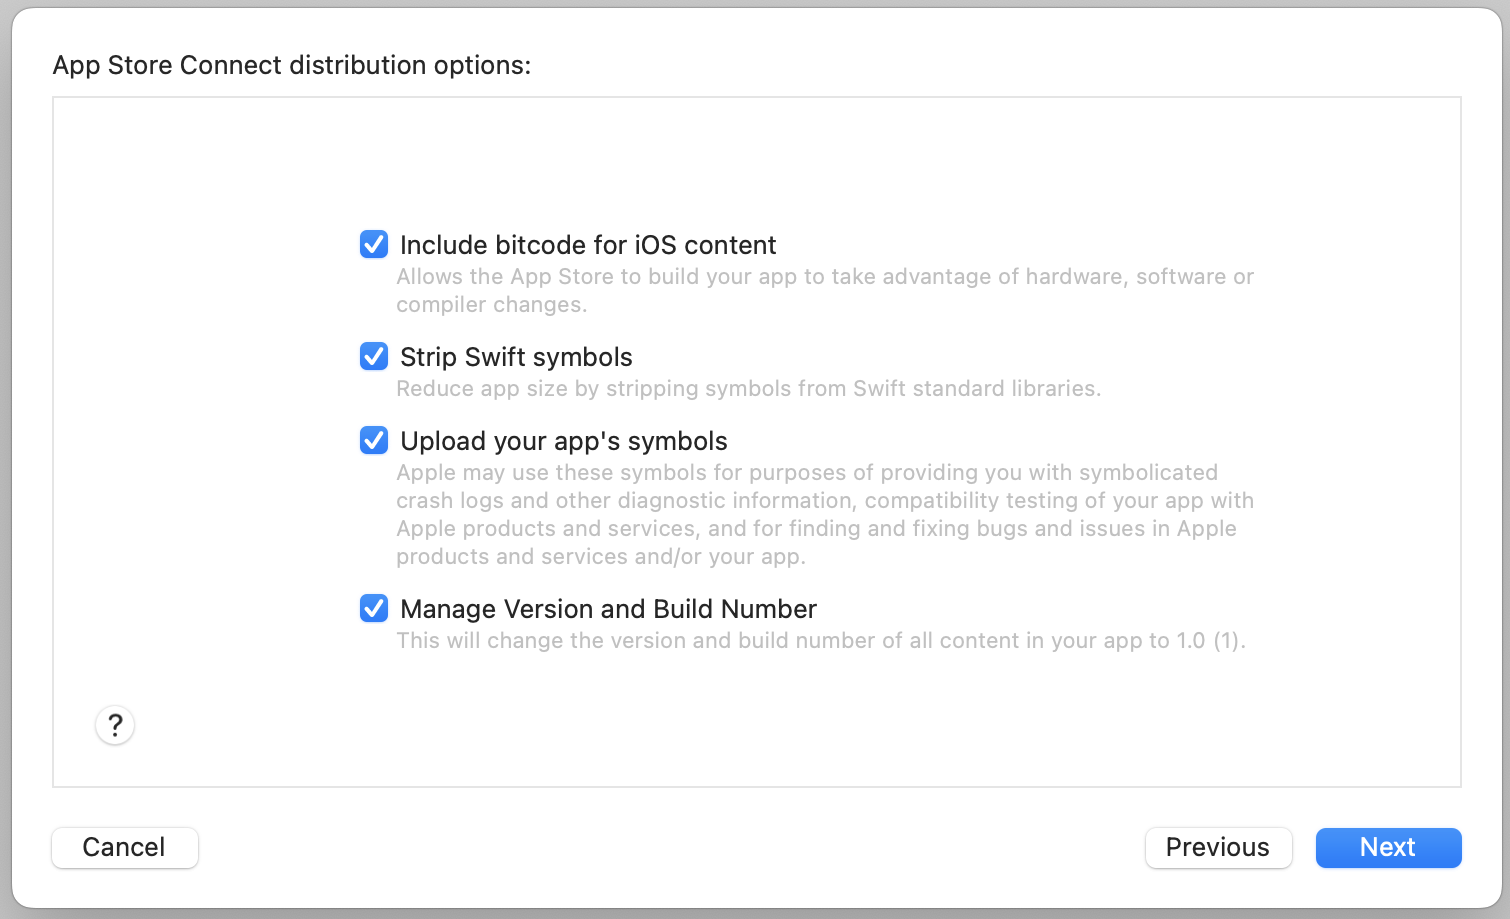 App Store Connect distribution options:
Include bitcode for iOS content
Allows the App Store to build your app to take advantage of hardware, software or
compiler changes.
Strip Swift symbols
Reduce app size by stripping symbols from Swift standard libraries.
Upload your app's symbols
Apple may use these symbols for purposes of providing you with symbolicated
crash logs and other diagnostic information, compatibility testing of your app with
Apple products and services, and for finding and fixing bugs and issues in Apple
products and services and/or your app.
Manage Version and Build Number
This will change the version and build number of all content in your app to 1.0 (1).
?
Cancel
Previous
Next